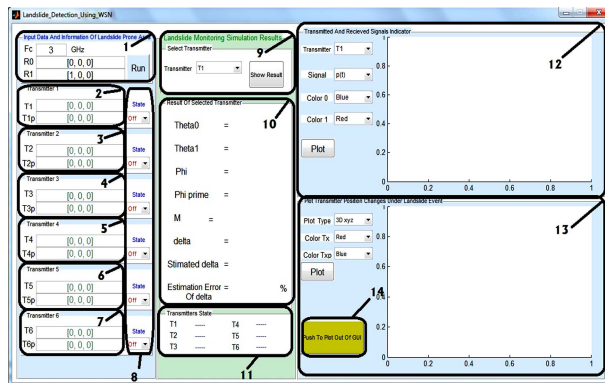 Landslide_Detection_Using_WSN
Input Data And Information Of Landslide Prone Area
1
Fc 3 GHz
R0 [0, 0, 0]
R1 [1, 0, 0]
Run
Transmitter 1
2
T1 [0, 0, 0] State
T1p [0, 0, 0] Off
Transmitter 2
3
T2 [0, 0, 0] State
T2p [0, 0, 0] Off
Transmitter 3
4
T3 [0, 0, 0] State
T3p [0, 0, 0] Off
Transmitter 4
5
T4 [0, 0, 0] State
T4p [0, 0, 0] Off
Transmitter 5
6
T5 [0, 0, 0] State
T5p [0, 0, 0] Off
Transmitter 6
7
T6 [0, 0, 0] State
T6p [0, 0, 0] Off
8
Landslide Monitoring Simulation Results
Select Transmitter
9
Transmitter T1 Show Result
Result Of Selected Transmitter
10
Theta0 =
Theta1 =
Phi =
Phi prime =
M =
delta =
Stimated delta =
Estimation Error = %
Of delta
Transmitters State
T1 ----- T4 -----
T2 ----- T5 -----
T3 ----- T6 -----
11
Transmitted And Recieved Signals Indicator
12
Transmitter T1
Signal p(t)
Color 0 Blue
Color 1 Red
Plot
1
0.8
0.6
0.4
0.2
0
0.2 0.4 0.6 0.8 1
Plot Transmitter Position Changes Under Landslide Event
13
Plot Type 3D xyz
Color Tx Red
Color Txp Blue
Plot
14
Push To Plot Out Of GUI
1
0.8
0.6
0.4
0.2
0
0.2 0.4 0.6 0.8 1